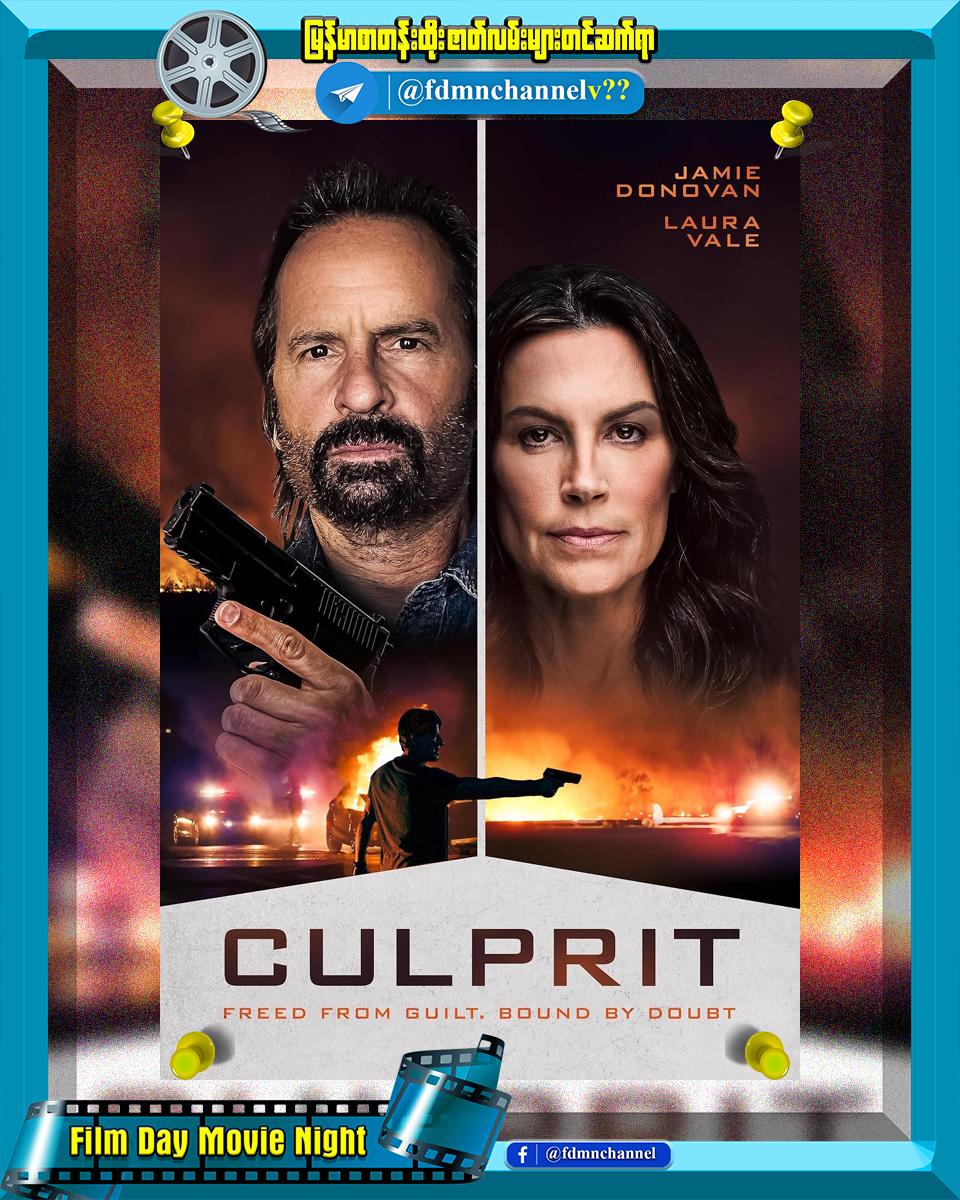 မြန်မာစာတန်းထိုးဇာတ်လမ်းများတင်ဆက်ရာ
@fdmnchannelv??
JAMIE
DONOVAN
LAURA
VALE
CULPRIT
FREED FROM GUILT. BOUND BY DOUBT
Film Day Movie Night
@fdmnchannel